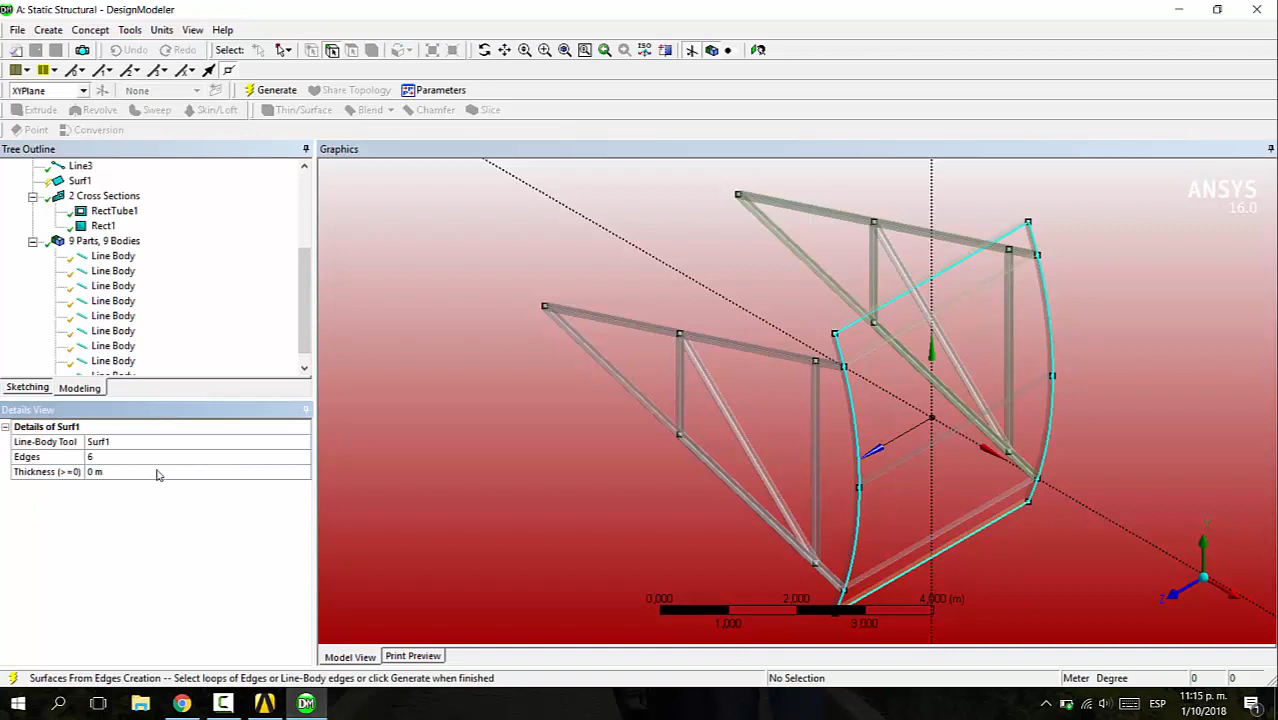 A: Static Structural - DesignModeler
File Create Concept Tools Units View Help
Undo Redo Select: ISO
XYPlane None Generate Share Topology Parameters
Extrude Revolve Sweep Skin/Loft Thin/Surface Blend Chamfer Slice
Point Conversion
Tree Outline
Graphics
Line3
Surf1
2 Cross Sections
RectTube1
Rect1
9 Parts, 9 Bodies
Line Body
Line Body
Line Body
Line Body
Line Body
Line Body
Line Body
Line Body
Line Body
Sketching Modeling
Details View
Details of Surf1
Line-Body Tool Surf1
Edges 6
Thickness (>=0) 0 m
ANSYS
16.0
0,000 2,000 4,000 (m)
1,000 3,000
Y
Z
Model View Print Preview
Surfaces From Edges Creation -- Select loops of Edges or Line-Body edges or click Generate when finished No Selection Meter Degree 0 0
DM ESP
11:15 p. m.
1/10/2018
1